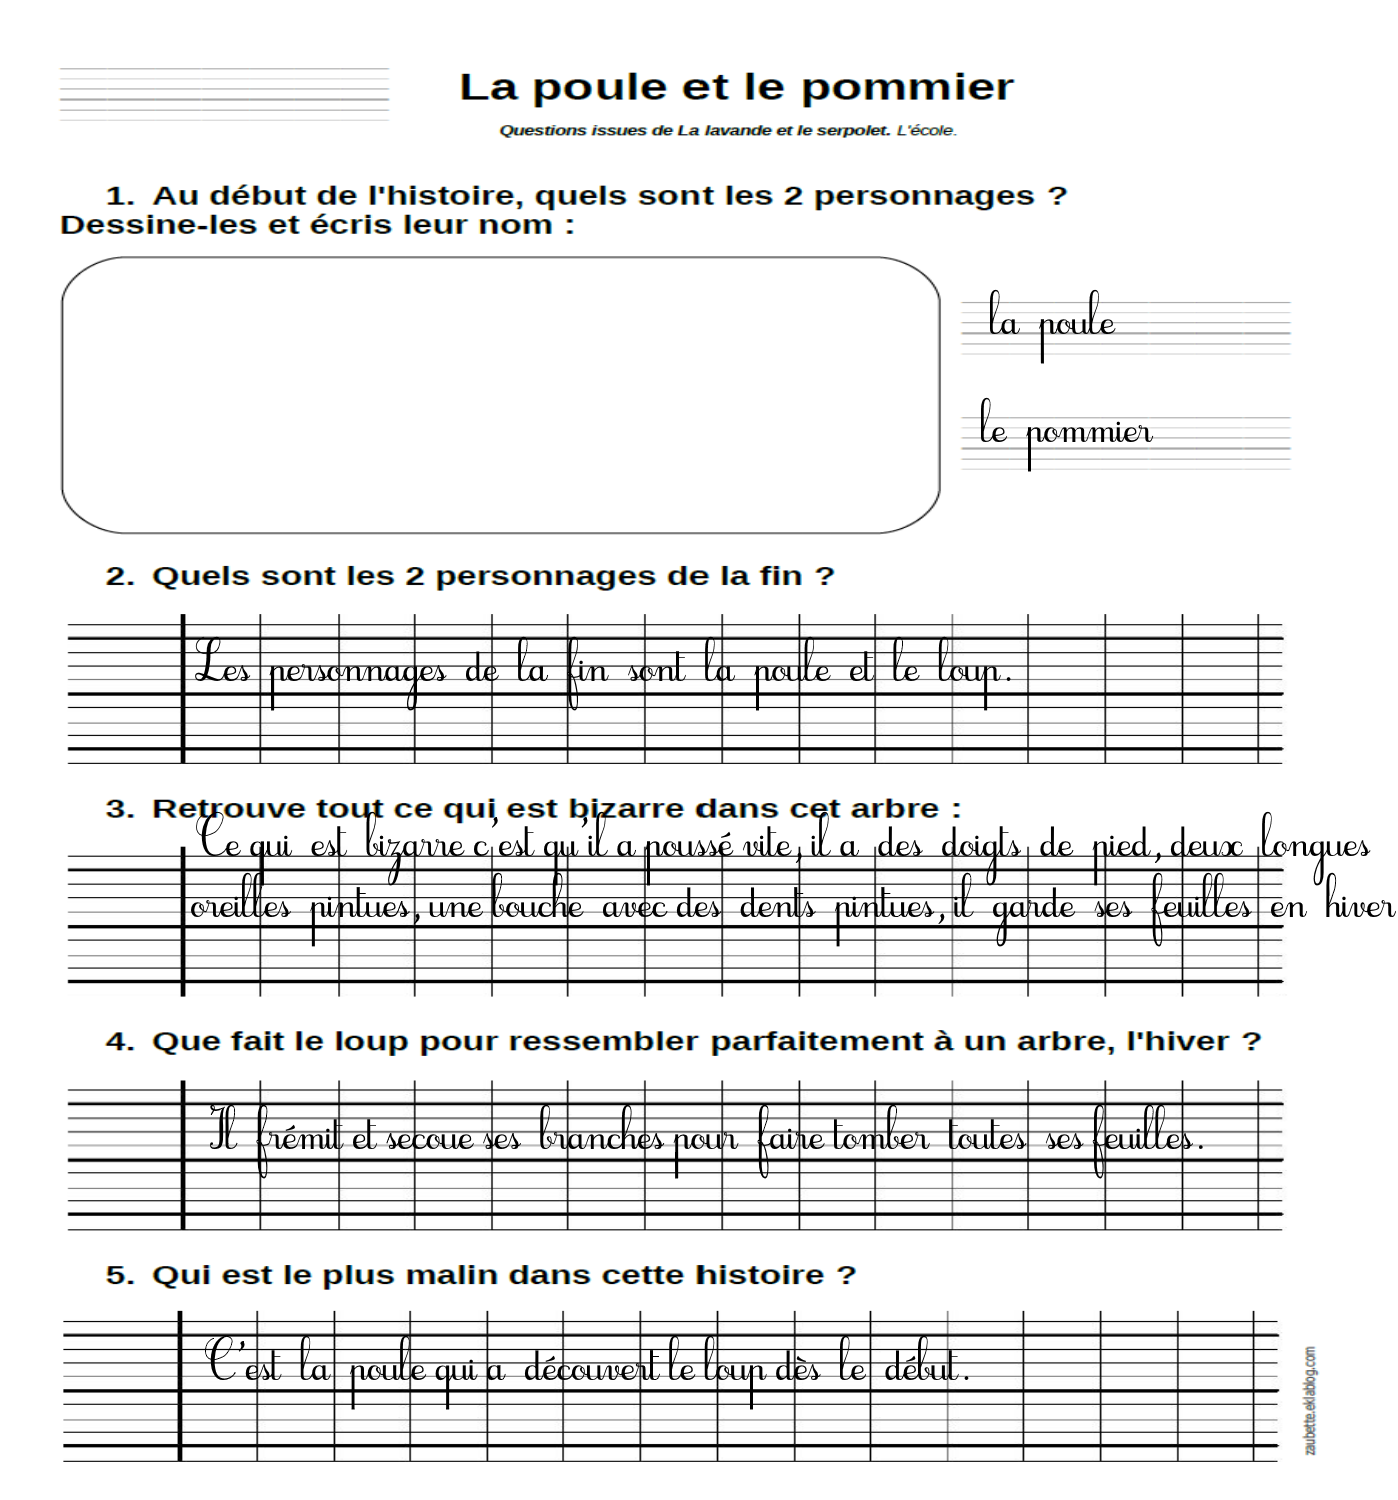 La poule et le pommier
Questions issues de La lavande et le serpolet. L'école.
1. Au début de l'histoire, quels sont les 2 personnages ?
Dessine-les et écris leur nom :
la poule
le pommier
2. Quels sont les 2 personnages de la fin ?
Les personnages de la fin sont la poule et le loup.
3. Retrouve tout ce qui est bizarre dans cet arbre :
Ce qui est bizarre c'est qu'il a poussé vite, il a des doigts de pied, deux longues
oreilles pintues, une bouche avec des dents pintues, il garde ses feuilles en hiver
4. Que fait le loup pour ressembler parfaitement à un arbre, l'hiver ?
Il frémit et secoue ses branches pour faire tomber toutes ses feuilles.
5. Qui est le plus malin dans cette histoire ?
C'est la poule qui a découvert le loup dès le début.
zaubette.eklablog.com